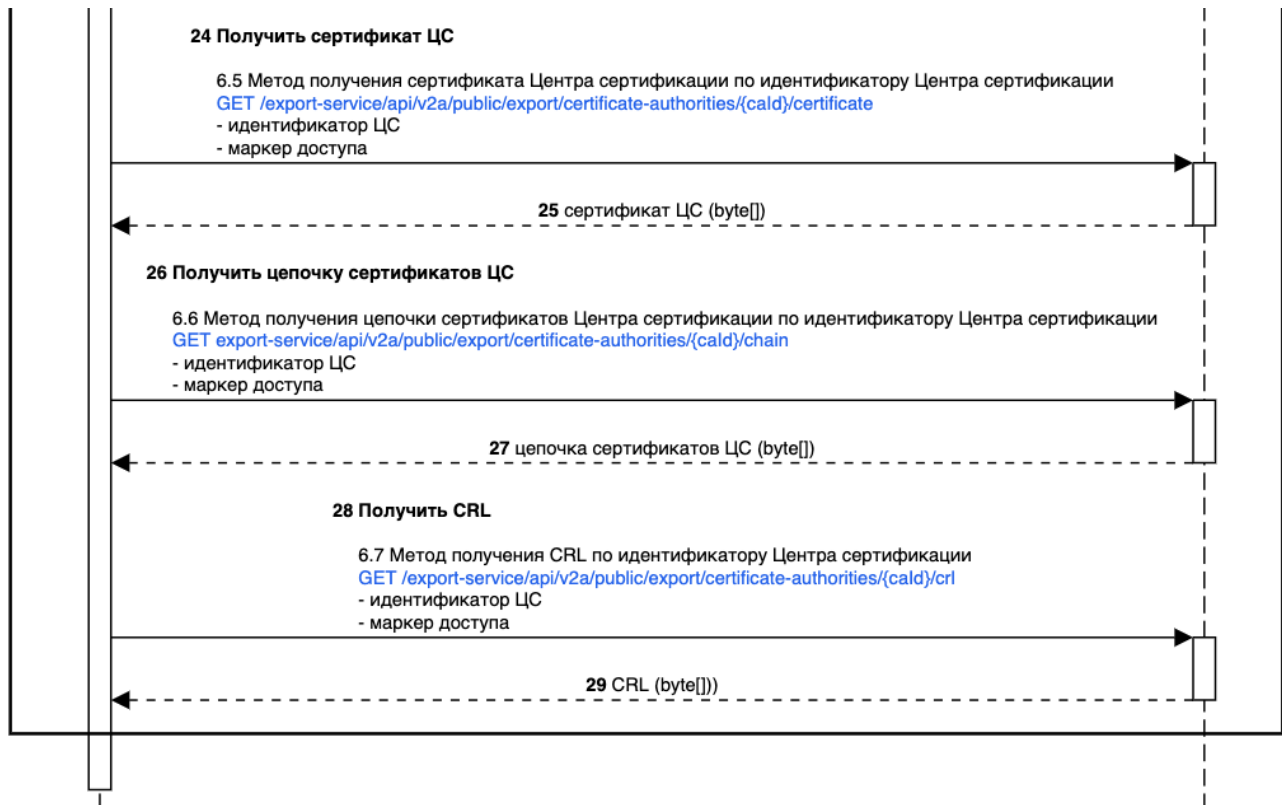 24 Получить сертификат ЦС
6.5 Метод получения сертификата Центра сертификации по идентификатору Центра сертификации
GET /export-service/api/v2a/public/export/certificate-authorities/{caId}/certificate
- идентификатор ЦС
- маркер доступа
25 сертификат ЦС (byte[])
26 Получить цепочку сертификатов ЦС
6.6 Метод получения цепочки сертификатов Центра сертификации по идентификатору Центра сертификации
GET export-service/api/v2a/public/export/certificate-authorities/{caId}/chain
- идентификатор ЦС
- маркер доступа
27 цепочка сертификатов ЦС (byte[])
28 Получить CRL
6.7 Метод получения CRL по идентификатору Центра сертификации
GET /export-service/api/v2a/public/export/certificate-authorities/{caId}/crl
- идентификатор ЦС
- маркер доступа
29 CRL (byte[]))